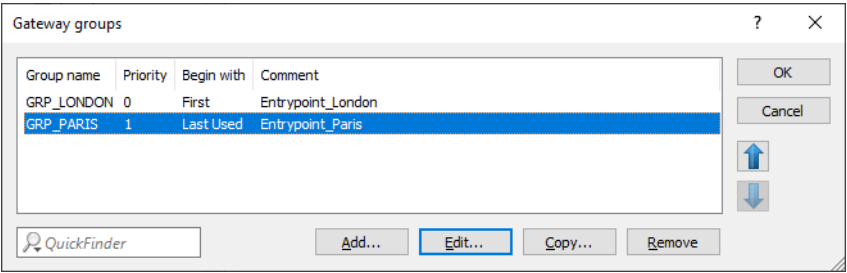 Gateway groups ? ×
Group name Priority Begin with Comment
GRP_LONDON 0 First Entrypoint_London
GRP_PARIS 1 Last Used Entrypoint_Paris
OK
Cancel
QuickFinder
Add... Edit... Copy... Remove